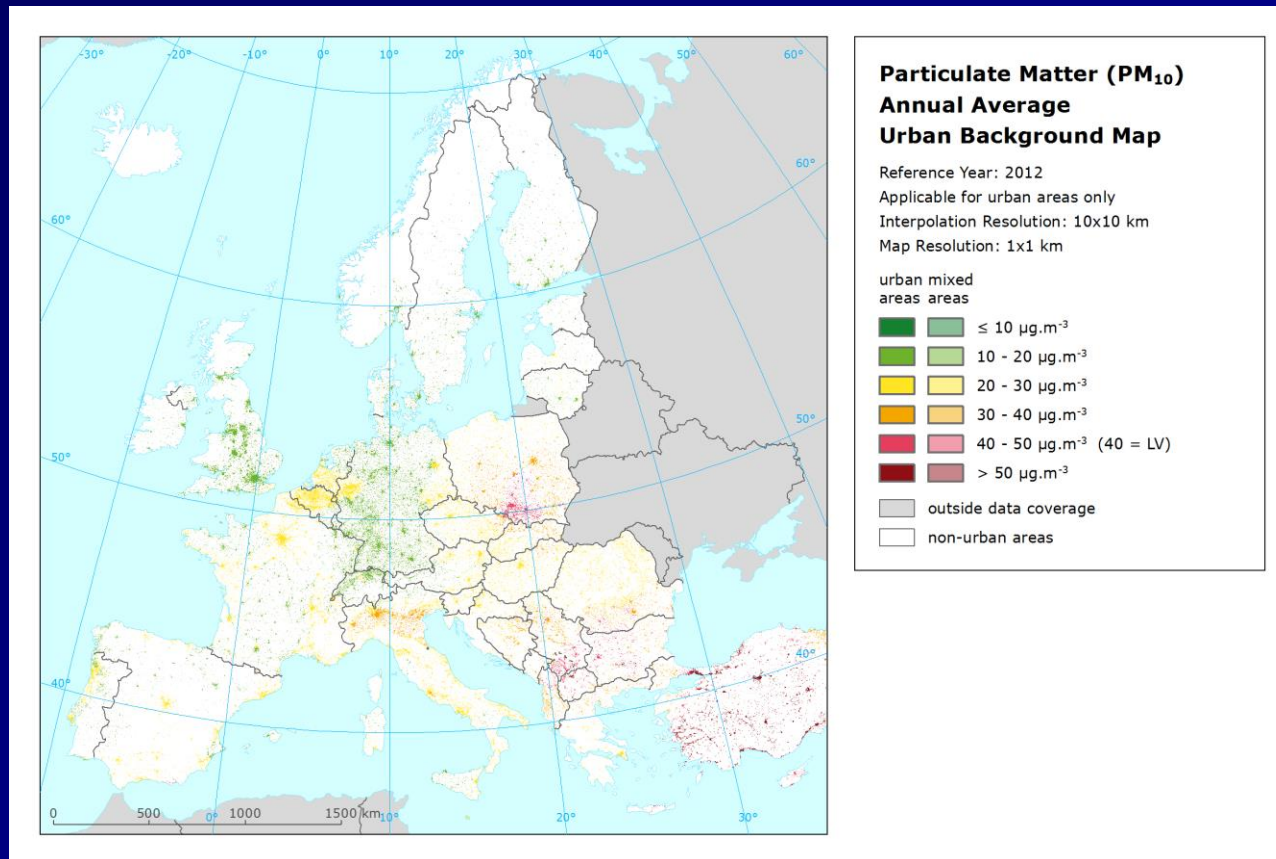 -30° -20° -10° 0° 10° 20° 30° 40° 50° 60°
60°
60°
50°
50°
40°
40°
0 500 1000 1500 km
0° 10° 20° 30°
Particulate Matter (PM₁₀)
Annual Average
Urban Background Map
Reference Year: 2012
Applicable for urban areas only
Interpolation Resolution: 10x10 km
Map Resolution: 1x1 km
urban mixed
areas areas
≤ 10 µg.m⁻³
10 - 20 µg.m⁻³
20 - 30 µg.m⁻³
30 - 40 µg.m⁻³
40 - 50 µg.m⁻³ (40 = LV)
> 50 µg.m⁻³
outside data coverage
non-urban areas